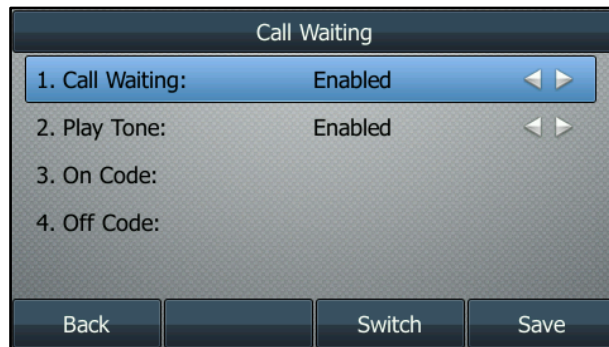 Call Waiting
1. Call Waiting: Enabled
2. Play Tone: Enabled
3. On Code:
4. Off Code:
Back Switch Save